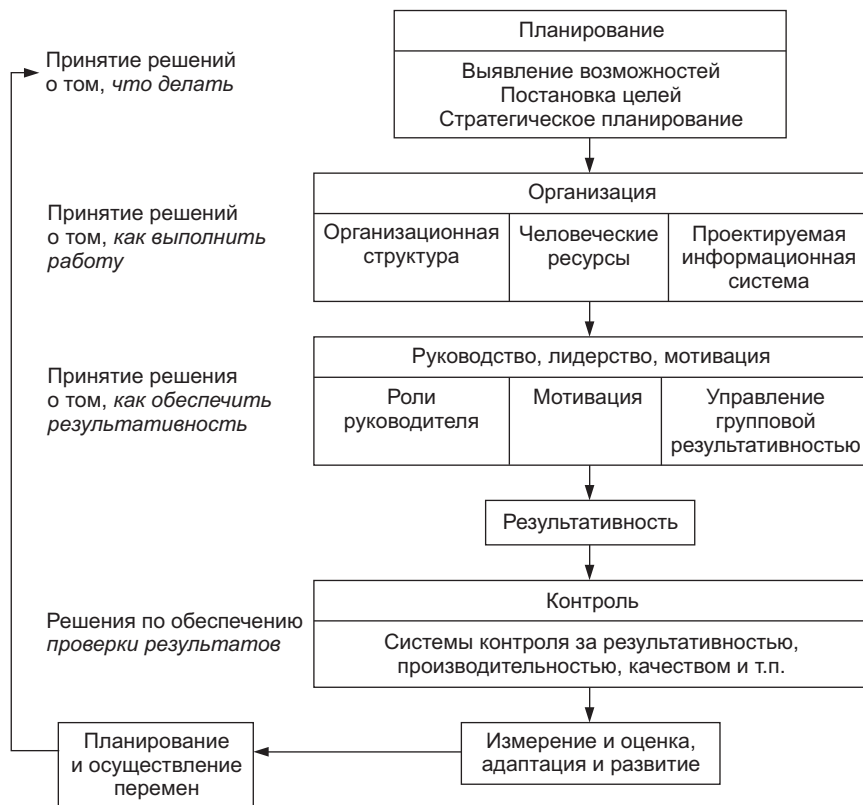 Планирование
Принятие решений
о том, что делать
Выявление возможностей
Постановка целей
Стратегическое планирование
Организация
Принятие решений
о том, как выполнить
работу
Организационная
структура
Человеческие
ресурсы
Проектируемая
информационная
система
Руководство, лидерство, мотивация
Принятие решения
о том, как обеспечить
результативность
Роли
руководителя
Мотивация
Управление
групповой
результативностью
Результативность
Контроль
Решения по обеспечению
проверки результатов
Системы контроля за результативностью,
производительностью, качеством и т.п.
Планирование
и осуществление
перемен
Измерение и оценка,
адаптация и развитие